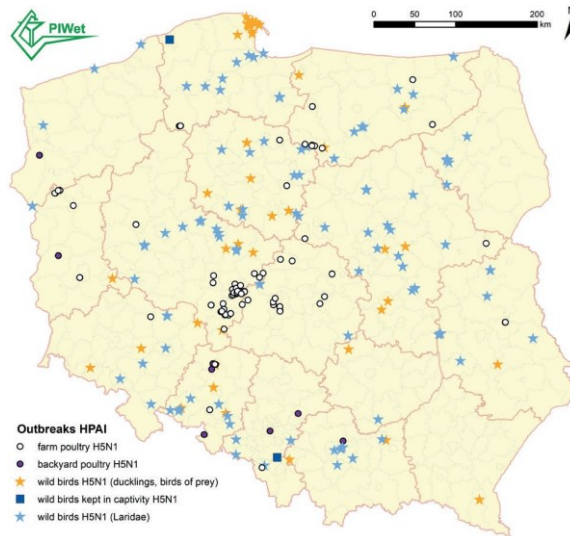 PIWet
0 50 100 200
km
Outbreaks HPAI
farm poultry H5N1
backyard poultry H5N1
wild birds H5N1 (ducklings, birds of prey)
wild birds kept in captivity H5N1
wild birds H5N1 (Laridae)